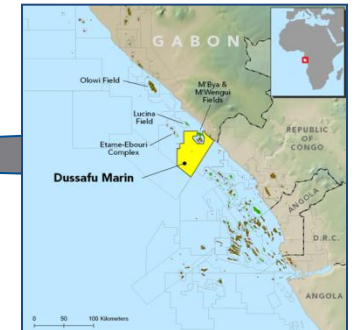 GABON
Olowi Field
M'Bya &
M'Wengui
Fields
Lucina
Field
Etame-Ebouri
Complex
REPUBLIC
OF
CONGO
Dussafu Marin
ANGOLA
D.R.C.
ANGOLA
0 50 100 Kilometers